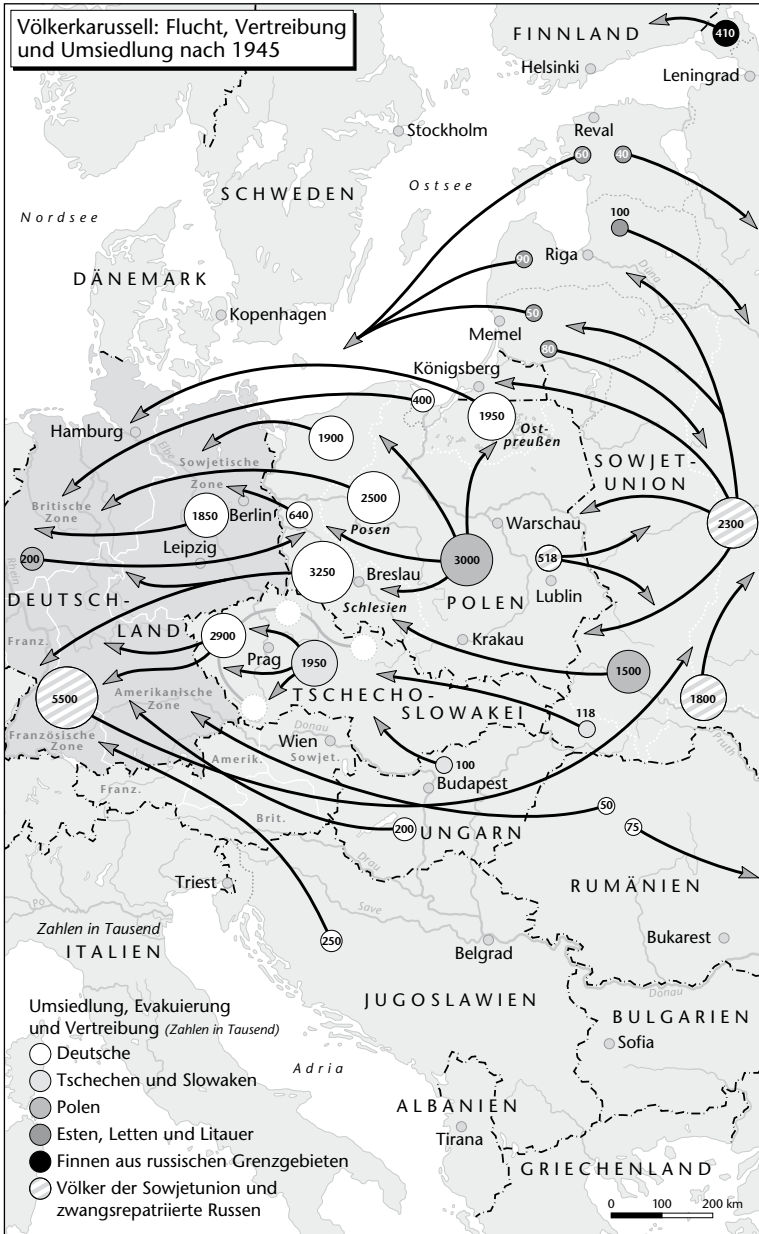 Völkerkarussell: Flucht, Vertreibung
und Umsiedlung nach 1945
FINNLAND
410
Helsinki
Leningrad
Stockholm
Reval
60
40
SCHWEDEN
Ostsee
Nordsee
100
Riga
Düna
90
DÄNEMARK
Kopenhagen
50
Memel
80
Königsberg
400
1950
Ost-
preußen
Hamburg
Elbe
1900
Sowjetische
Zone
SOWJET-
UNION
Britische
Zone
2500
1850
Berlin
640
Posen
Warschau
2300
Leipzig
200
3000
518
3250
Breslau
Lublin
Rhein
DEUTSCH-
Schlesien
POLEN
LAND
Franz.
2900
Prag
1950
Krakau
1500
5500
Amerikanische
Zone
TSCHECHO-
SLOWAKEI
1800
118
Französische
Zone
Donau
Wien
Sowjet.
Pruth
Amerik.
100
Budapest
Franz.
Brit.
50
200
UNGARN
75
Drau
Triest
RUMÄNIEN
Po
Save
Zahlen in Tausend
ITALIEN
250
Belgrad
Bukarest
JUGOSLAWIEN
Donau
BULGARIEN
Sofia
Adria
ALBANIEN
Tirana
GRIECHENLAND
Umsiedlung, Evakuierung
und Vertreibung (Zahlen in Tausend)
Deutsche
Tschechen und Slowaken
Polen
Esten, Letten und Litauer
Finnen aus russischen Grenzgebieten
Völker der Sowjetunion und
zwangsrepatriierte Russen
0 100 200 km